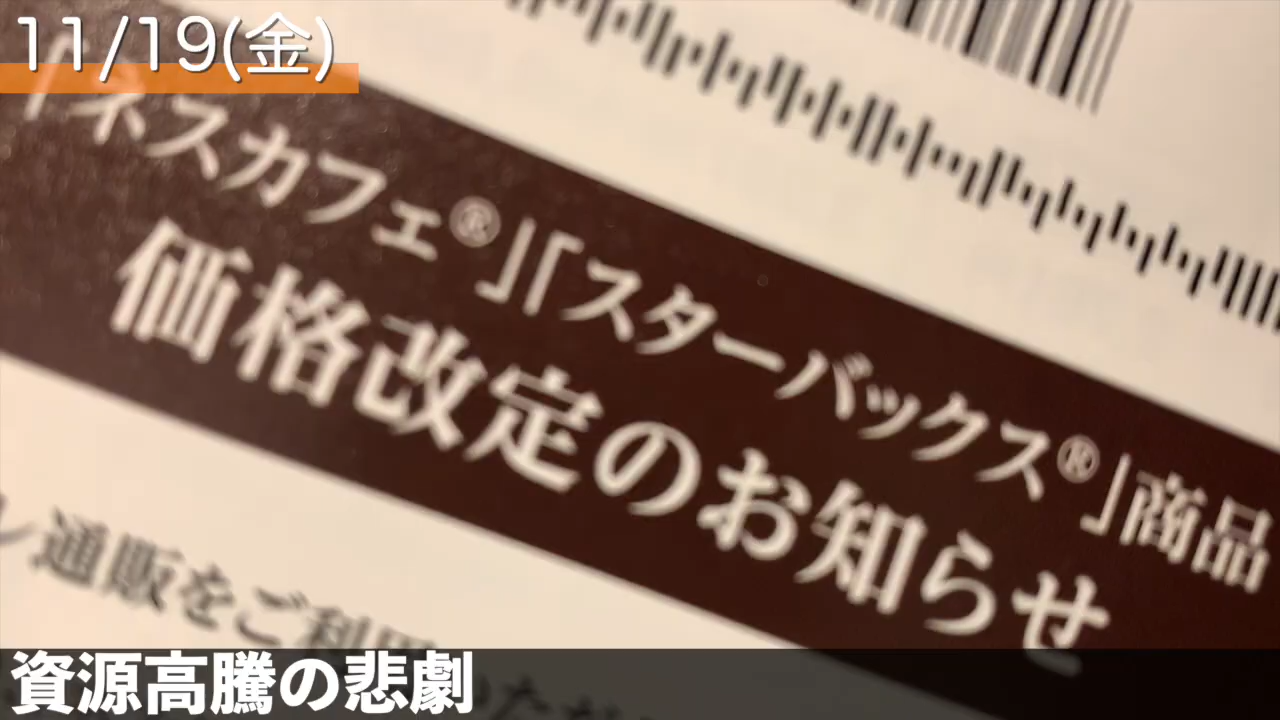 11/19(金)
「ネスカフェ®」「スターバックス®」商品
価格改定のお知らせ
通販をご利用
資源高騰の悲劇